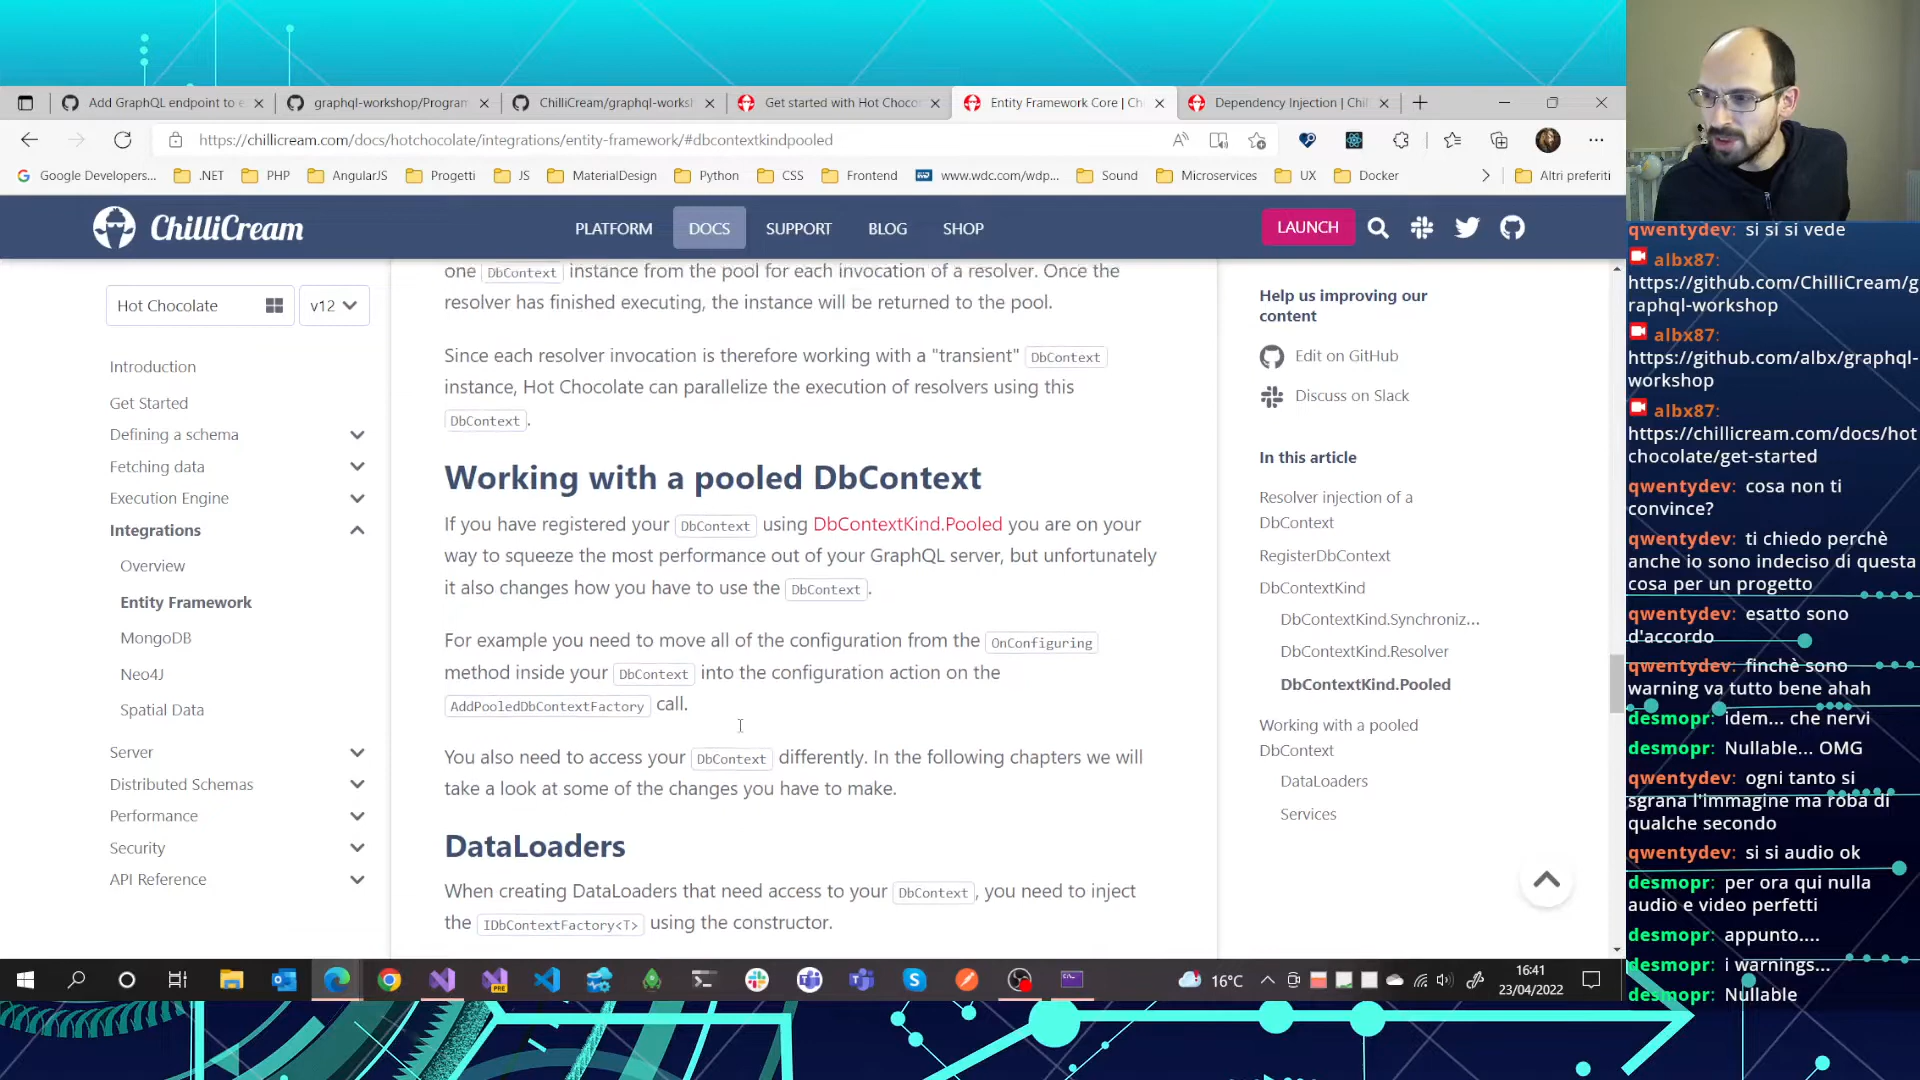 Add GraphQL endpoint to e
graphql-workshop/Program
ChilliCream/graphql-worksh
Get started with Hot Chocol
Entity Framework Core | Ch
Dependency Injection | Chil
https://chillicream.com/docs/hotchocolate/integrations/entity-framework/#dbcontextkindpooled
Google Developers...
.NET
PHP
AngularJS
Progetti
JS
MaterialDesign
Python
CSS
Frontend
www.wdc.com/wdp...
Sound
Microservices
UX
Docker
Altri preferiti
ChilliCream
PLATFORM
DOCS
SUPPORT
BLOG
SHOP
LAUNCH
Hot Chocolate
v12
Introduction
Get Started
Defining a schema
Fetching data
Execution Engine
Integrations
Overview
Entity Framework
MongoDB
Neo4J
Spatial Data
Server
Distributed Schemas
Performance
Security
API Reference
one DbContext instance from the pool for each invocation of a resolver. Once the
resolver has finished executing, the instance will be returned to the pool.
Since each resolver invocation is therefore working with a "transient" DbContext
instance, Hot Chocolate can parallelize the execution of resolvers using this
DbContext.
Working with a pooled DbContext
If you have registered your DbContext using DbContextKind.Pooled you are on your
way to squeeze the most performance out of your GraphQL server, but unfortunately
it also changes how you have to use the DbContext.
For example you need to move all of the configuration from the OnConfiguring
method inside your DbContext into the configuration action on the
AddPooledDbContextFactory call.
You also need to access your DbContext differently. In the following chapters we will
take a look at some of the changes you have to make.
DataLoaders
When creating DataLoaders that need access to your DbContext, you need to inject
the IDbContextFactory<T> using the constructor.
Help us improving our
content
Edit on GitHub
Discuss on Slack
In this article
Resolver injection of a
DbContext
RegisterDbContext
DbContextKind
DbContextKind.Synchroniz...
DbContextKind.Resolver
DbContextKind.Pooled
Working with a pooled
DbContext
DataLoaders
Services
16°C
16:41
23/04/2022
qwentydev: si si si vede
albx87:
https://github.com/ChilliCream/g
raphql-workshop
albx87:
https://github.com/albx/graphql-
workshop
albx87:
https://chillicream.com/docs/hot
chocolate/get-started
qwentydev: cosa non ti
convince?
qwentydev: ti chiedo perchè
anche io sono indeciso di questa
cosa per un progetto
qwentydev: esatto sono
d'accordo
qwentydev: finchè sono
warning va tutto bene ahah
desmopr: idem... che nervi
desmopr: Nullable... OMG
qwentydev: ogni tanto si
sgrana l'immagine ma roba di
qualche secondo
qwentydev: si si audio ok
desmopr: per ora qui nulla
audio e video perfetti
desmopr: appunto....
desmopr: i warnings...
desmopr: Nullable